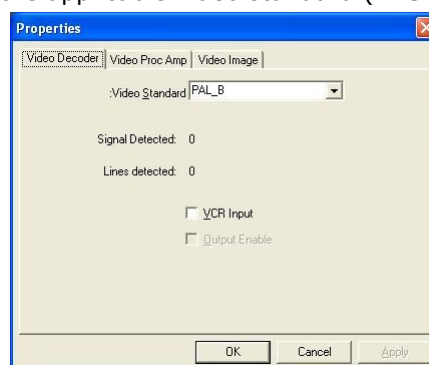 Properties
Video Decoder Video Proc Amp Video Image
:Video Standard PAL_B
Signal Detected: 0
Lines detected: 0
VCR Input
Output Enable
OK Cancel Apply